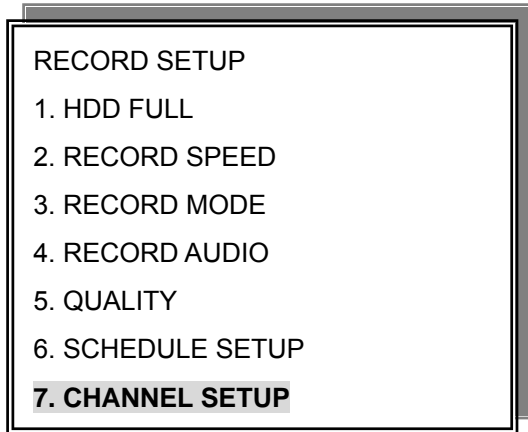 RECORD SETUP
1. HDD FULL
2. RECORD SPEED
3. RECORD MODE
4. RECORD AUDIO
5. QUALITY
6. SCHEDULE SETUP
7. CHANNEL SETUP